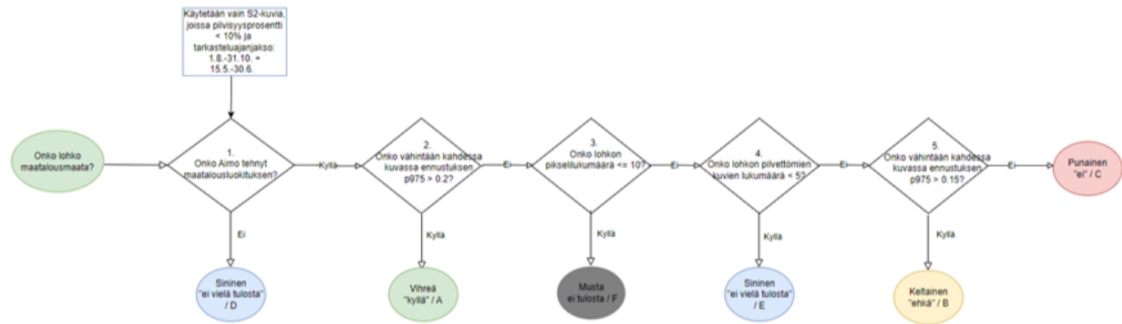 Käytetään vain S2-kuvia,
joissa pilvisyysprosentti
< 10% ja
tarkasteluajanjakso:
1.8.-31.10. +
15.5.-30.6.
Onko lohko
maatalousmaata?
1.
Onko Aimo tehnyt
maatalousluokituksen?
Kyllä
2.
Onko vähintään kahdessa
kuvassa ennustuksen
p975 > 0.2?
Ei
3.
Onko lohkon
pikselilukumäärä <= 10?
Ei
4.
Onko lohkon pilvettömien
kuvien lukumäärä < 5?
Ei
5.
Onko vähintään kahdessa
kuvassa ennustuksen
p975 > 0.15?
Ei
Punainen
"ei" / C
Ei
Kyllä
Kyllä
Kyllä
Kyllä
Sininen
"ei vielä tulosta"
/ D
Vihreä
"kyllä" / A
Musta
ei tulosta / F
Sininen
"ei vielä tulosta"
/ E
Keltainen
"ehkä" / B